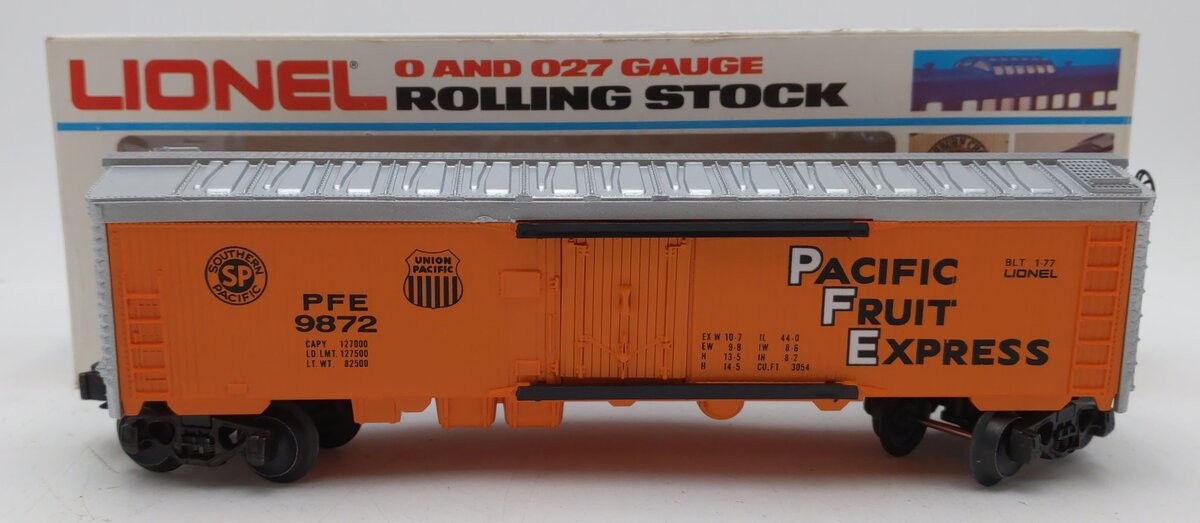 LIONEL®
O AND 027 GAUGE
ROLLING STOCK
SOUTHERN
SP
PACIFIC
UNION
PACIFIC
PFE
9872
CAPY 127000
LD LMT. 127500
LT. WT. 82500
PACIFIC
FRUIT
EXPRESS
BLT 1-77
LIONEL
EX W 10-7 IL 44-0
EW 9-8 IW 8-6
H 13-5 IH 8-2
H 14-5 CU.FT 3054